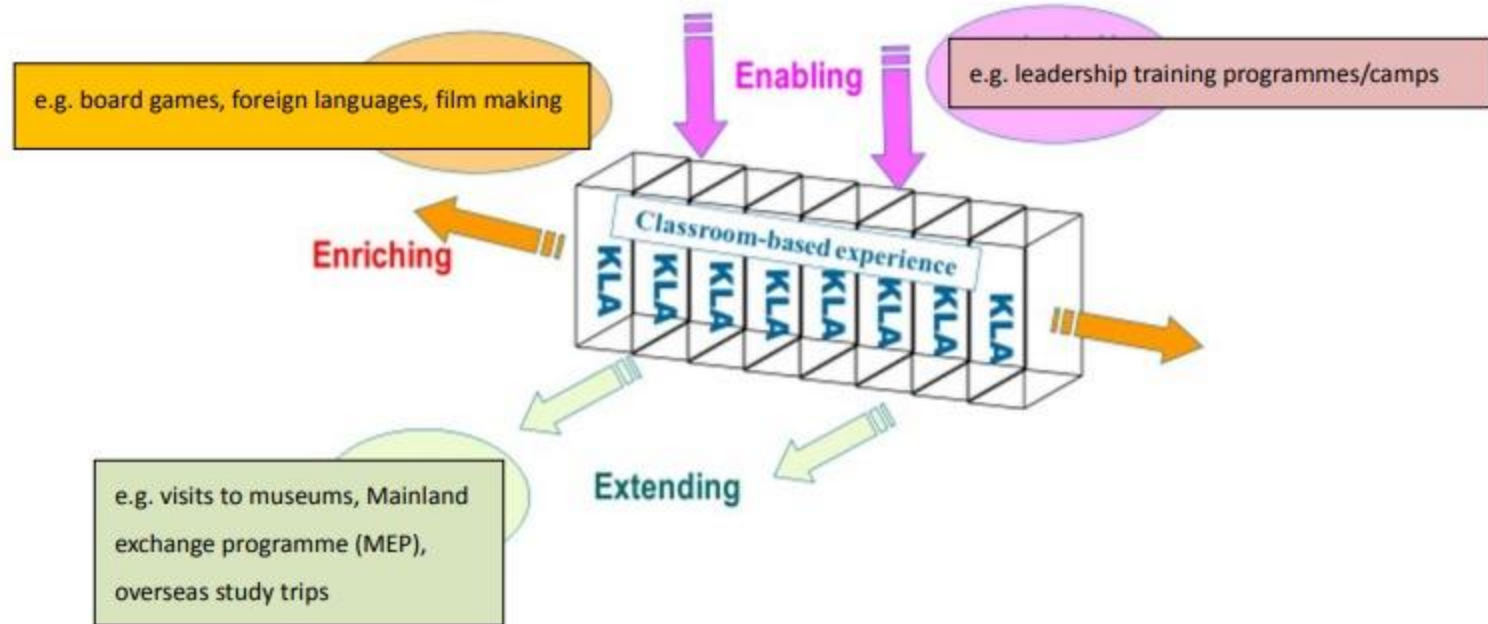 Enabling
e.g. leadership training programmes/camps
e.g. board games, foreign languages, film making
Classroom-based experience
Enriching
KLA
KLA
KLA
KLA
KLA
KLA
KLA
KLA
e.g. visits to museums, Mainland
exchange programme (MEP),
overseas study trips
Extending